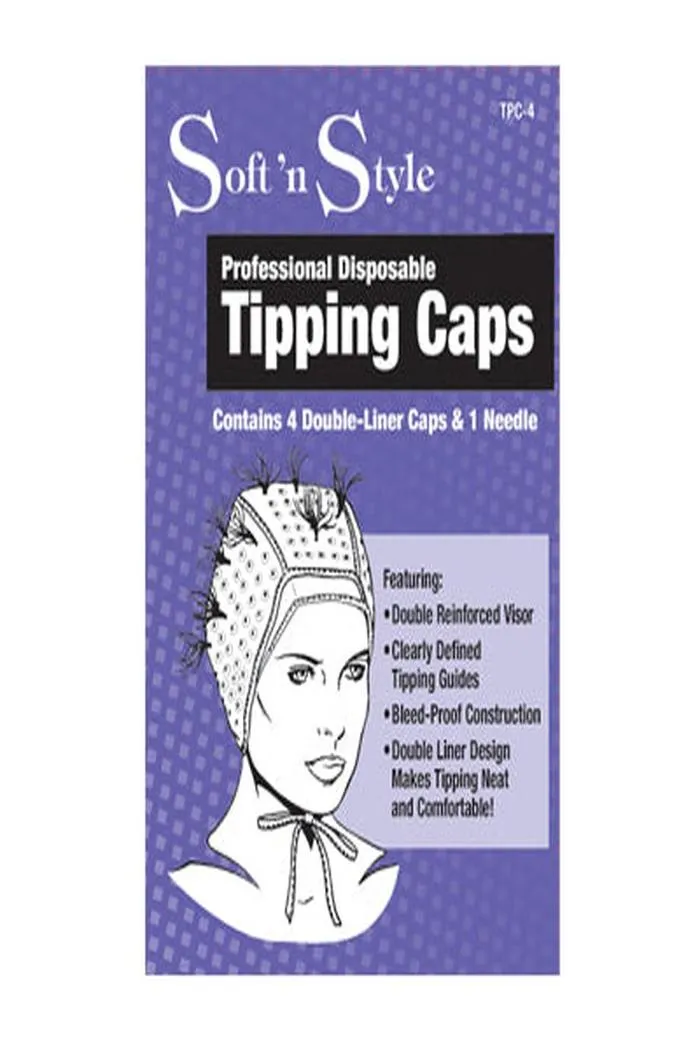 TPC-4
Soft 'n Style
Professional Disposable
Tipping Caps
Contains 4 Double-Liner Caps & 1 Needle
Featuring:
•Double Reinforced Visor
•Clearly Defined
Tipping Guides
•Bleed-Proof Construction
•Double Liner Design
Makes Tipping Neat
and Comfortable!